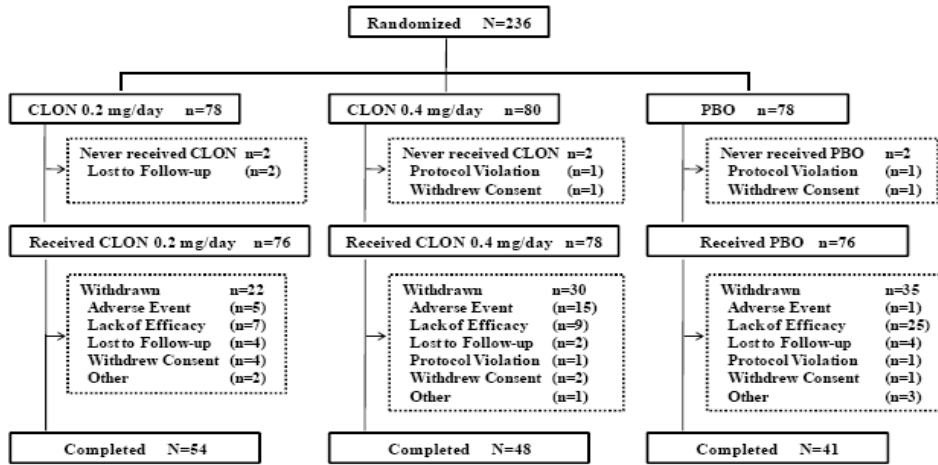 Randomized N=236
CLON 0.2 mg/day n=78
CLON 0.4 mg/day n=80
PBO n=78
Never received CLON n=2
Lost to Follow-up (n=2)
Never received CLON n=2
Protocol Violation (n=1)
Withdrew Consent (n=1)
Never received PBO n=2
Protocol Violation (n=1)
Withdrew Consent (n=1)
Received CLON 0.2 mg/day n=76
Received CLON 0.4 mg/day n=78
Received PBO n=76
Withdrawn n=22
Adverse Event (n=5)
Lack of Efficacy (n=7)
Lost to Follow-up (n=4)
Withdrew Consent (n=4)
Other (n=2)
Withdrawn n=30
Adverse Event (n=15)
Lack of Efficacy (n=9)
Lost to Follow-up (n=2)
Protocol Violation (n=1)
Withdrew Consent (n=2)
Other (n=1)
Withdrawn n=35
Adverse Event (n=1)
Lack of Efficacy (n=25)
Lost to Follow-up (n=4)
Protocol Violation (n=1)
Withdrew Consent (n=1)
Other (n=3)
Completed N=54
Completed N=48
Completed N=41